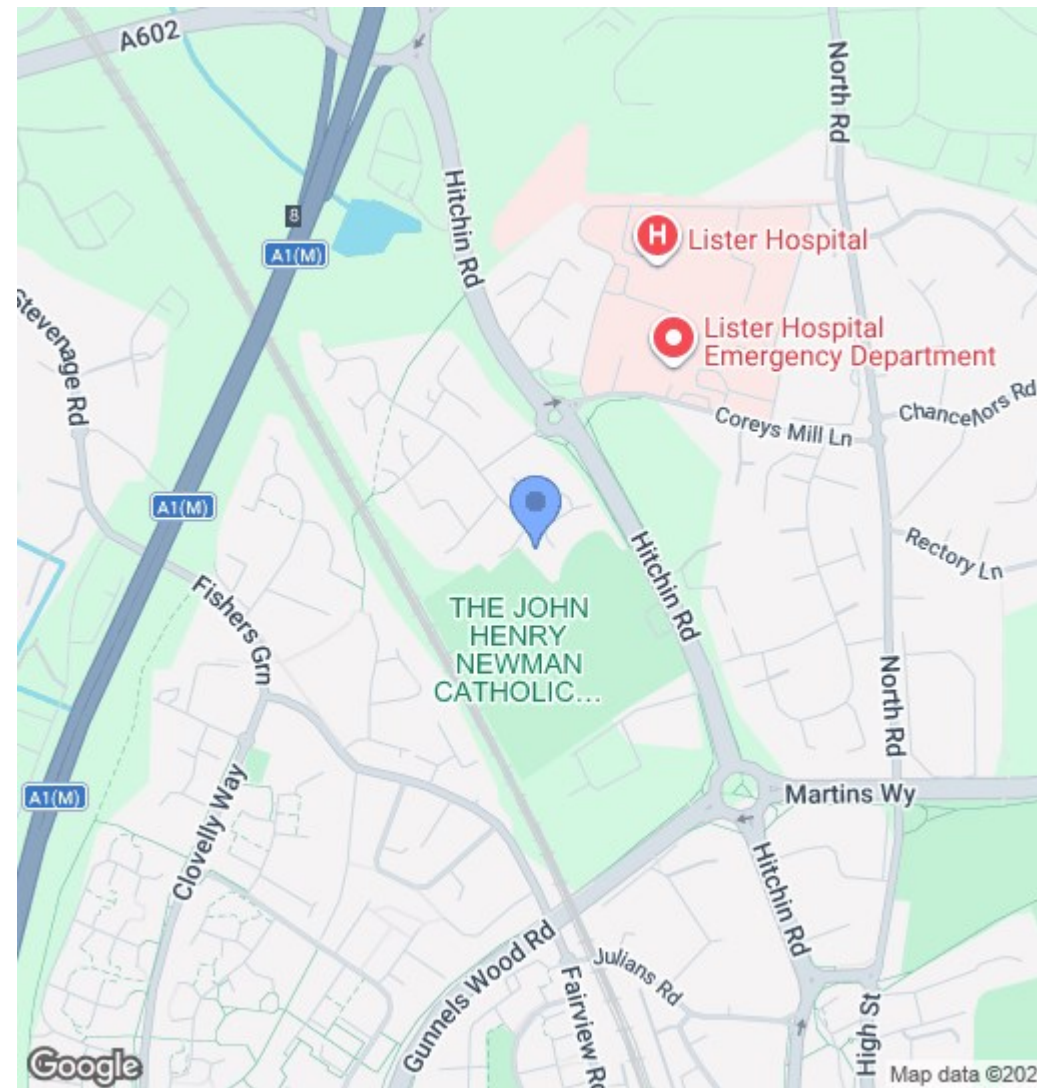 A602
North Rd
Hitchin Rd
8
A1(M)
H
Lister Hospital
Lister Hospital
Emergency Department
Stevenage Rd
Chancellors Rd
Coreys Mill Ln
A1(M)
Hitchin Rd
Rectory Ln
Fishers Grn
THE JOHN
HENRY
NEWMAN
CATHOLIC...
North Rd
A1(M)
Clovelly Way
Martins Wy
Hitchin Rd
Gunnels Wood Rd
Julians Rd
Fairview Rd
High St
Google
Map data ©202